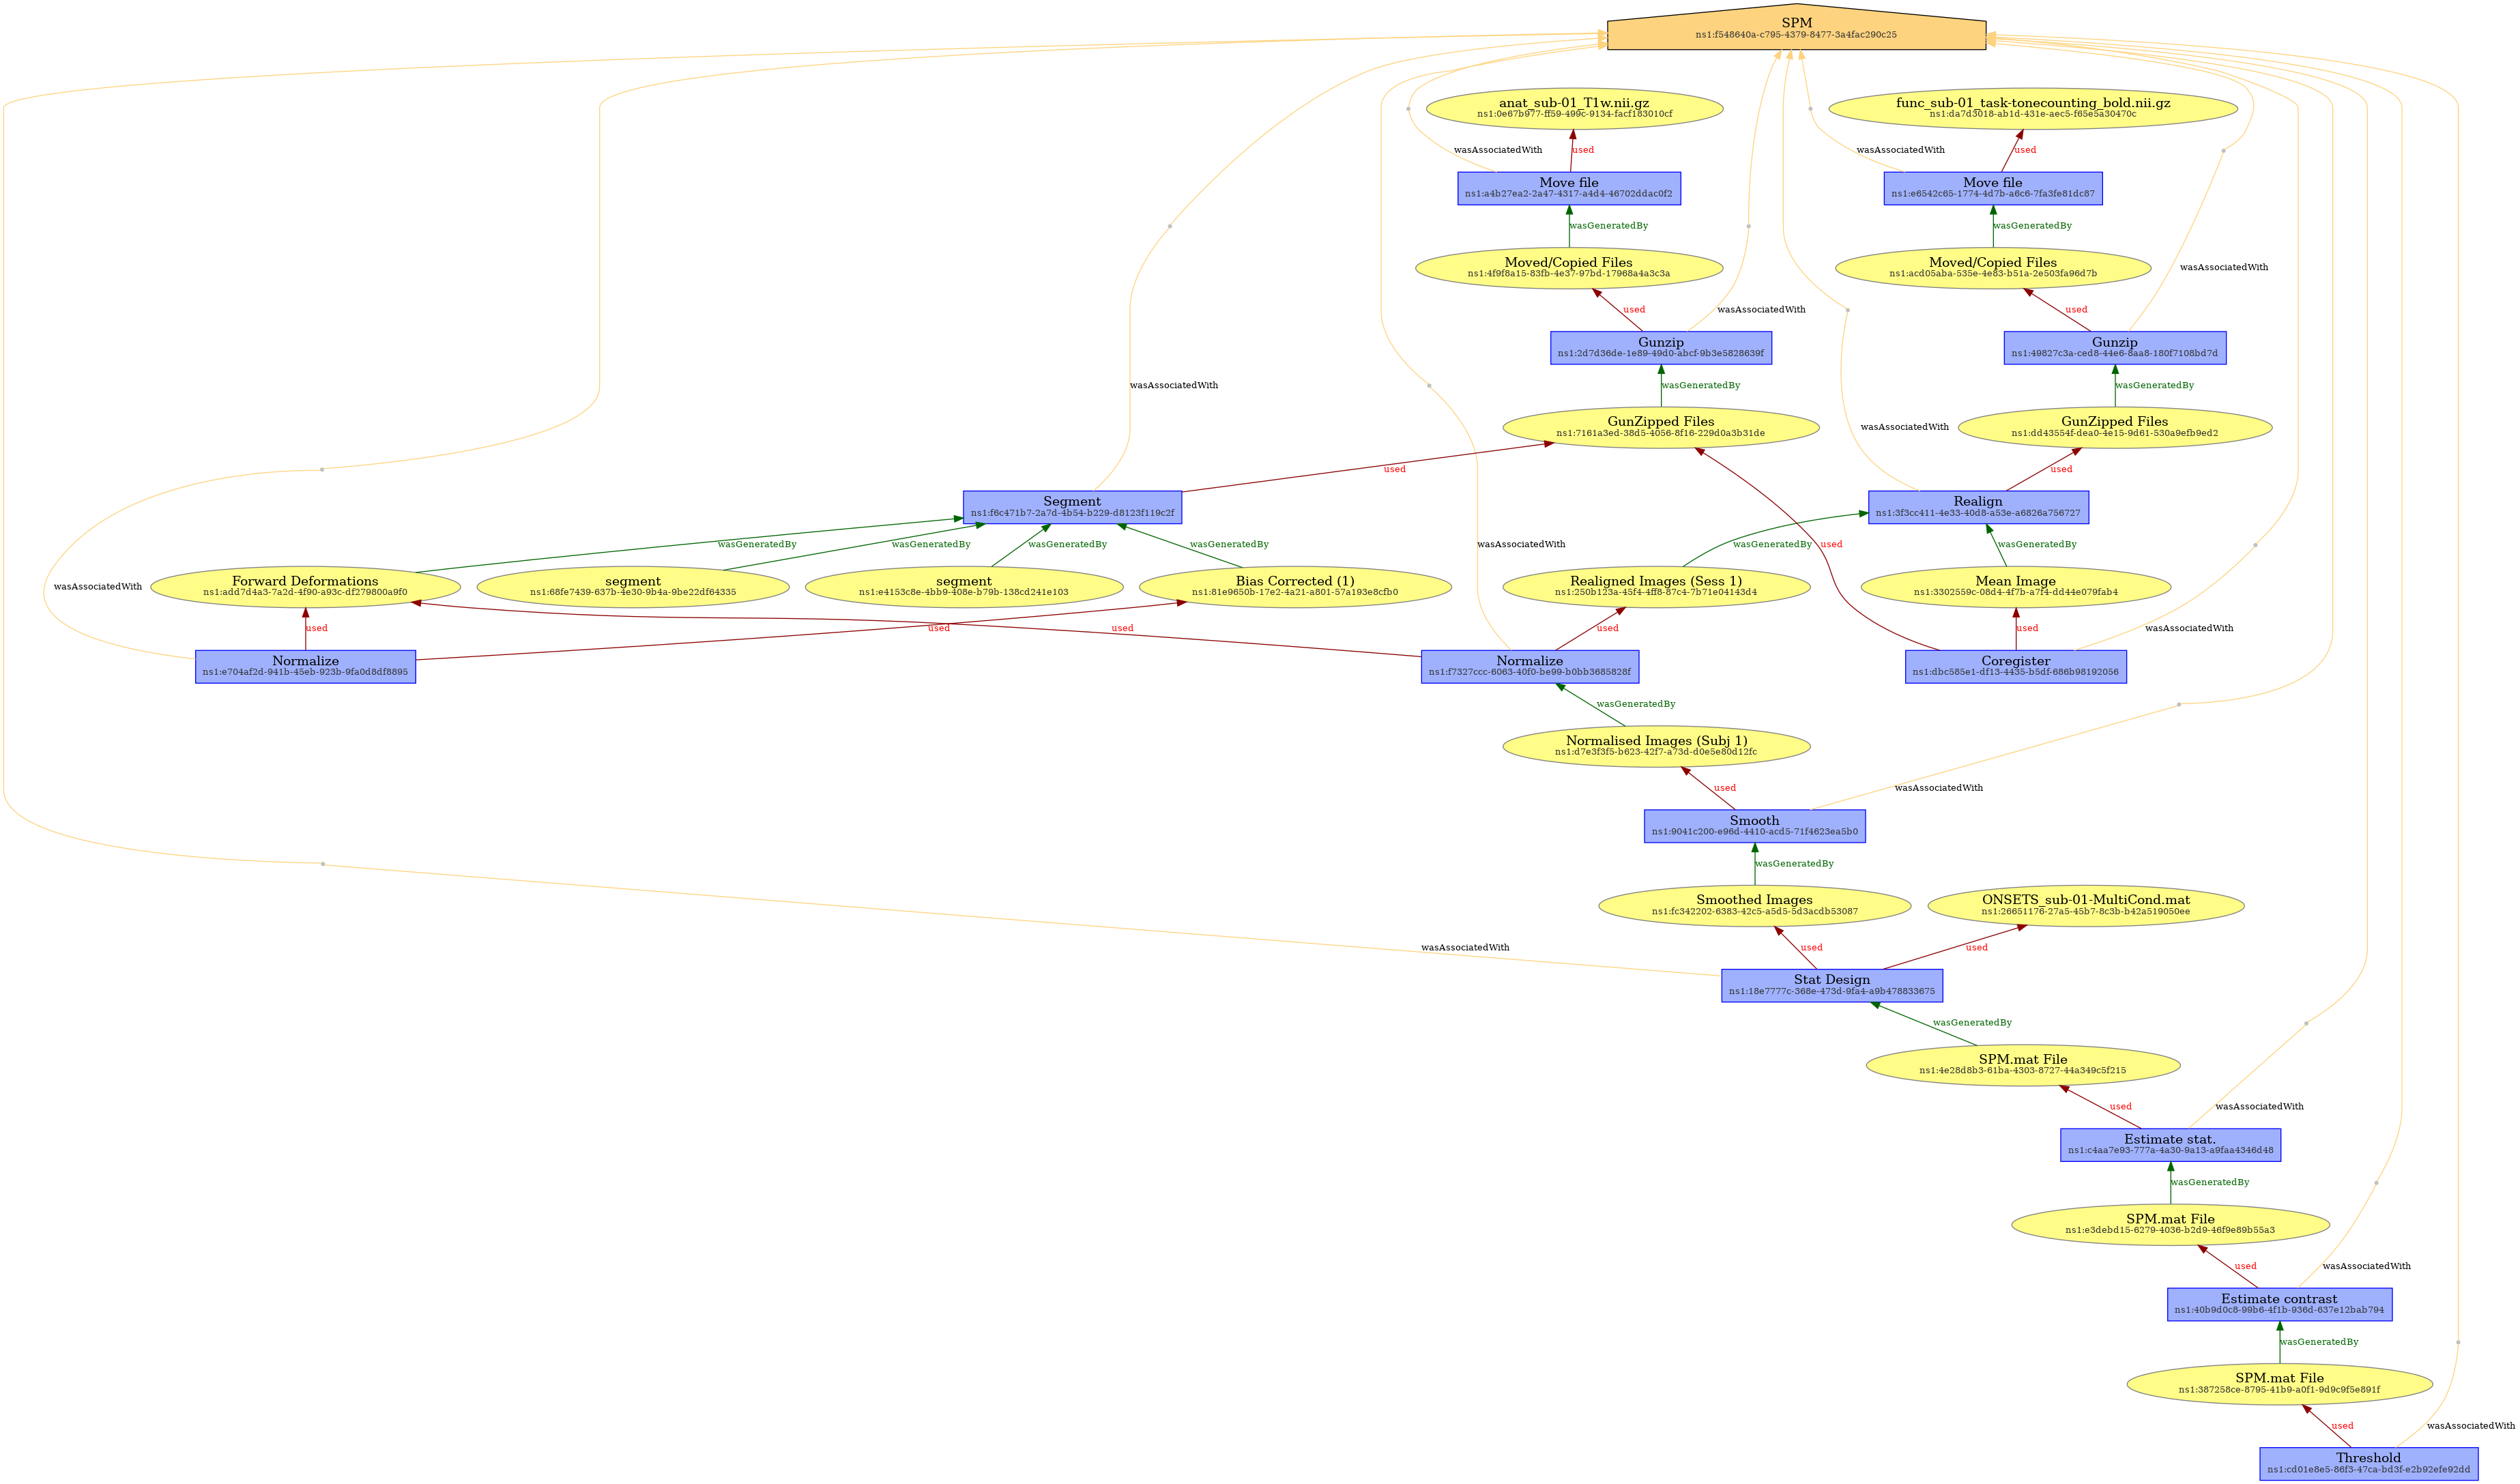 SPM
ns1:f548640a-c795-4379-8477-3a4fac290c25
anat_sub-01_T1w.nii.gz
ns1:0e67b977-ff59-499c-9134-facf183010cf
func_sub-01_task-tonecounting_bold.nii.gz
ns1:da7d3018-ab1d-431e-aec5-f65e5a30470c
wasAssociatedWith
used
wasAssociatedWith
used
Move file
ns1:a4b27ea2-2a47-4317-a4d4-46702ddac0f2
Move file
ns1:e6542c65-1774-4d7b-a6c6-7fa3fe81dc87
wasGeneratedBy
wasGeneratedBy
Moved/Copied Files
ns1:4f9f8a15-83fb-4e37-97bd-17968a4a3c3a
Moved/Copied Files
ns1:acd05aba-535e-4e83-b51a-2e503fa96d7b
wasAssociatedWith
used
wasAssociatedWith
used
Gunzip
ns1:2d7d36de-1e89-49d0-abcf-9b3e5828639f
Gunzip
ns1:49827c3a-ced8-44e6-8aa8-180f7108bd7d
wasAssociatedWith
wasGeneratedBy
wasGeneratedBy
GunZipped Files
ns1:7161a3ed-38d5-4056-8f16-229d0a3b31de
GunZipped Files
ns1:dd43554f-dea0-4e15-9d61-530a9efb9ed2
wasAssociatedWith
used
used
Segment
ns1:f6c471b7-2a7d-4b54-b229-d8123f119c2f
Realign
ns1:3f3cc411-4e33-40d8-a53e-a6826a756727
wasGeneratedBy
wasGeneratedBy
wasGeneratedBy
wasGeneratedBy
wasAssociatedWith
wasGeneratedBy
used
wasGeneratedBy
wasAssociatedWith
Forward Deformations
ns1:add7d4a3-7a2d-4f90-a93c-df279800a9f0
segment
ns1:68fe7439-637b-4e30-9b4a-9be22df64335
segment
ns1:e4153c8e-4bb9-408e-b79b-138cd241e103
Bias Corrected (1)
ns1:81e9650b-17e2-4a21-a801-57a193e8cfb0
Realigned Images (Sess 1)
ns1:250b123a-45f4-4ff8-87c4-7b71e04143d4
Mean Image
ns1:3302559c-08d4-4f7b-a7f4-dd44e079fab4
used
used
used
used
used
wasAssociatedWith
Normalize
ns1:e704af2d-941b-45eb-923b-9fa0d8df8895
Normalize
ns1:f7327ccc-6063-40f0-be99-b0bb3685828f
Coregister
ns1:dbc585e1-df13-4435-b5df-686b98192056
wasGeneratedBy
Normalised Images (Subj 1)
ns1:d7e3f3f5-b623-42f7-a73d-d0e5e80d12fc
used
wasAssociatedWith
Smooth
ns1:9041c200-e96d-4410-acd5-71f4623ea5b0
wasGeneratedBy
Smoothed Images
ns1:fc342202-6383-42c5-a5d5-5d3acdb53087
ONSETS_sub-01-MultiCond.mat
ns1:26651176-27a5-45b7-8c3b-b42a519050ee
wasAssociatedWith
used
used
Stat Design
ns1:18e7777c-368e-473d-9fa4-a9b478833675
wasGeneratedBy
SPM.mat File
ns1:4e28d8b3-61ba-4303-8727-44a349c5f215
used
wasAssociatedWith
Estimate stat.
ns1:c4aa7e93-777a-4a30-9a13-a9faa4346d48
wasGeneratedBy
SPM.mat File
ns1:e3debd15-6279-4036-b2d9-46f9e89b55a3
used
wasAssociatedWith
Estimate contrast
ns1:40b9d0c8-99b6-4f1b-936d-637e12bab794
wasGeneratedBy
SPM.mat File
ns1:387258ce-8795-41b9-a0f1-9d9c9f5e891f
used
wasAssociatedWith
Threshold
ns1:cd01e8e5-86f3-47ca-bd3f-e2b92efe92dd